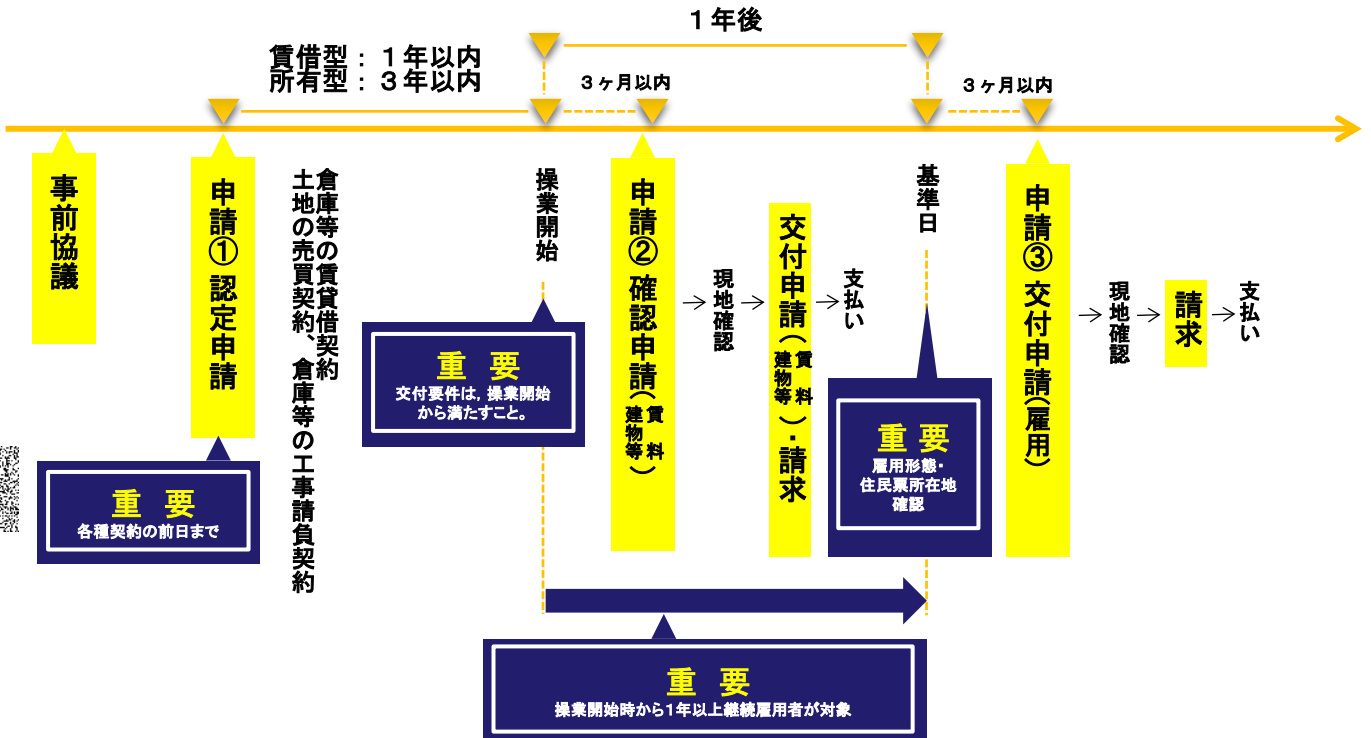 １年後
賃借型：１年以内
所有型：３年以内
３ヶ月以内
３ヶ月以内
事前協議
申請① 認定申請
倉庫等の賃貸借契約
土地の売買契約、倉庫等の工事請負契約
操業開始
申請② 確認申請（賃料
建物等）
現地確認
交付申請（賃料
建物等）・請求
支払い
基準日
申請③ 交付申請（雇用）
現地確認
請求
支払い
重 要
各種契約の前日まで
重 要
交付要件は，操業開始
から満たすこと。
重 要
雇用形態・
住民票所在地
確認
重 要
操業開始時から1年以上継続雇用者が対象